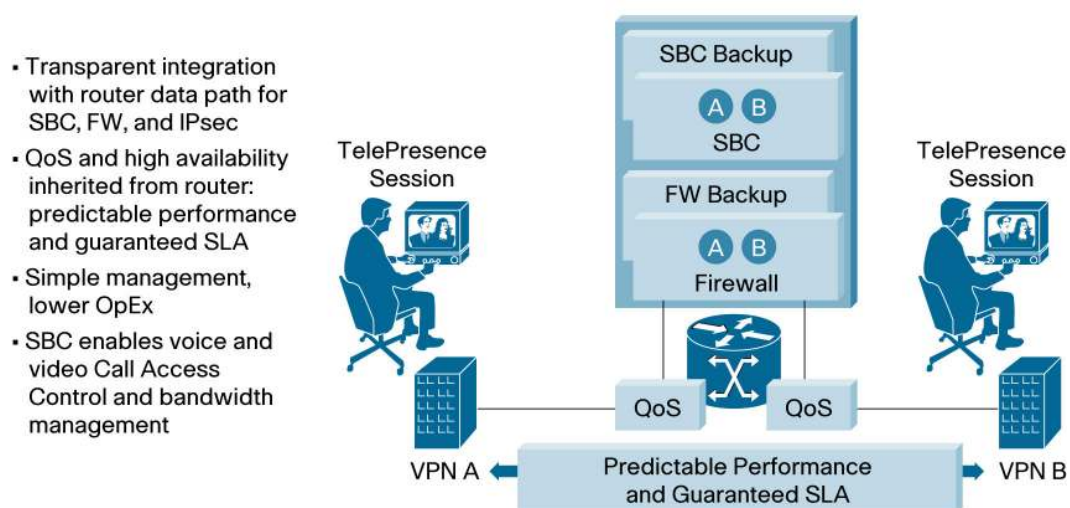 ▪ Transparent integration
with router data path for
SBC, FW, and IPsec
▪ QoS and high availability
inherited from router:
predictable performance
and guaranteed SLA
▪ Simple management,
lower OpEx
▪ SBC enables voice and
video Call Access
Control and bandwidth
management
TelePresence
Session
SBC Backup
A B
SBC
FW Backup
A B
Firewall
TelePresence
Session
QoS
QoS
VPN A
Predictable Performance
and Guaranteed SLA
VPN B